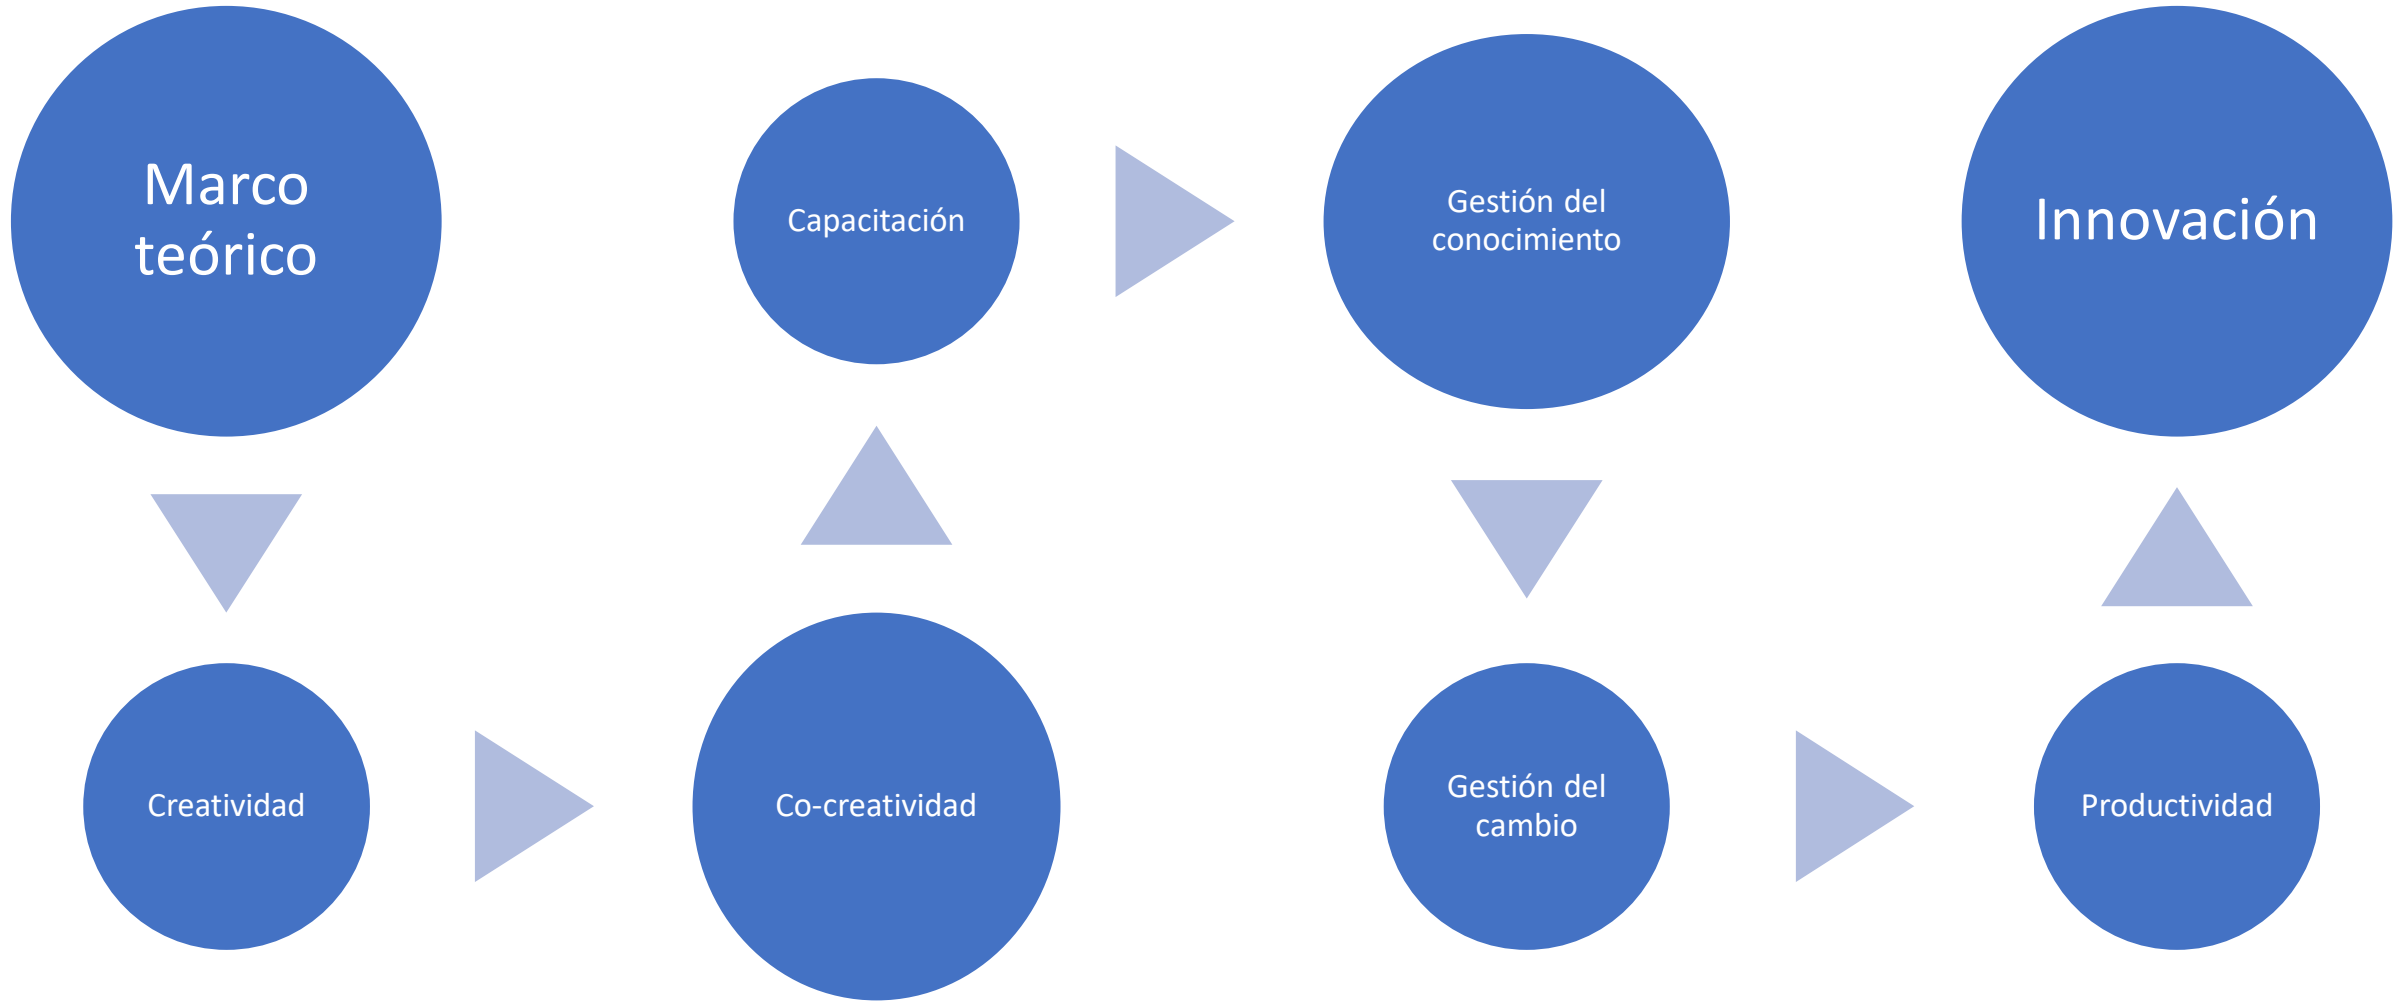 Marco
teórico
Creatividad
Co-creatividad
Capacitación
Gestión del
conocimiento
Gestión del
cambio
Productividad
Innovación